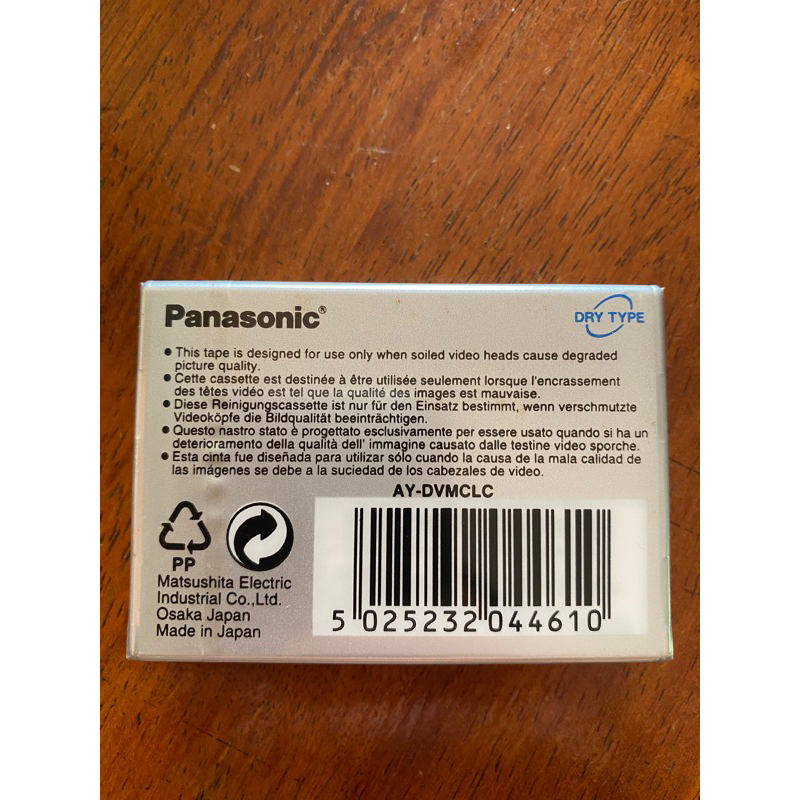 Panasonic®
DRY TYPE
● This tape is designed for use only when soiled video heads cause degraded
picture quality.
● Cette cassette est destinée à être utilisée seulement lorsque l'encrassement
des têtes vidéo est tel que la qualité des images est mauvaise.
● Diese Reinigungscassette ist nur für den Einsatz bestimmt, wenn verschmutzte
Videoköpfe die Bildqualität beeinträchtigen.
● Questo nastro stato è progettato esclusivamente per essere usato quando si ha un
deterioramento della qualità dell' immagine causato dalle testine video sporche.
● Esta cinta fue diseñada para utilizar sólo cuando la causa de la mala calidad de
las imágenes se debe a la suciedad de los cabezales de video.
AY-DVMCLC
PP
Matsushita Electric
Industrial Co.,Ltd.
Osaka Japan
Made in Japan
5 025232 044610